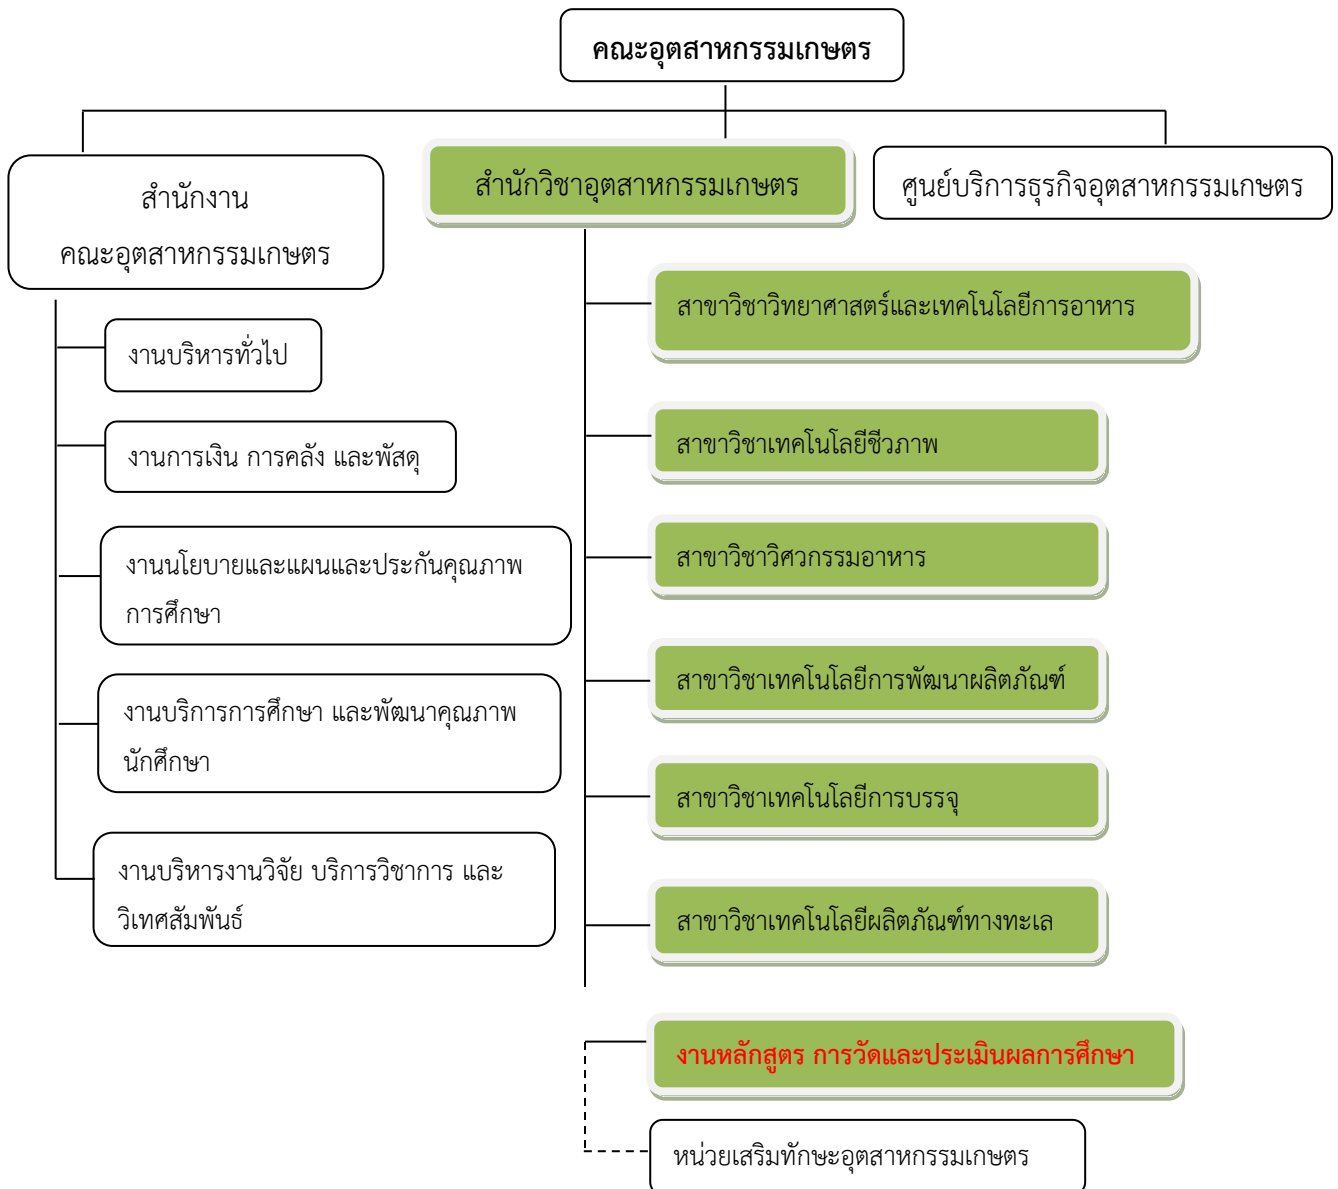 คณะอุตสาหกรรมเกษตร
สำนักงาน
คณะอุตสาหกรรมเกษตร
สำนักวิชาอุตสาหกรรมเกษตร
ศูนย์บริการธุรกิจอุตสาหกรรมเกษตร
งานบริหารทั่วไป
งานการเงิน การคลัง และพัสดุ
งานนโยบายและแผนและประกันคุณภาพ
การศึกษา
งานบริการการศึกษา และพัฒนาคุณภาพ
นักศึกษา
งานบริหารงานวิจัย บริการวิชาการ และ
วิเทศสัมพันธ์
สาขาวิชาวิทยาศาสตร์และเทคโนโลยีการอาหาร
สาขาวิชาเทคโนโลยีชีวภาพ
สาขาวิชาวิศวกรรมอาหาร
สาขาวิชาเทคโนโลยีการพัฒนาผลิตภัณฑ์
สาขาวิชาเทคโนโลยีการบรรจุ
สาขาวิชาเทคโนโลยีผลิตภัณฑ์ทางทะเล
งานหลักสูตร การวัดและประเมินผลการศึกษา
หน่วยเสริมทักษะอุตสาหกรรมเกษตร